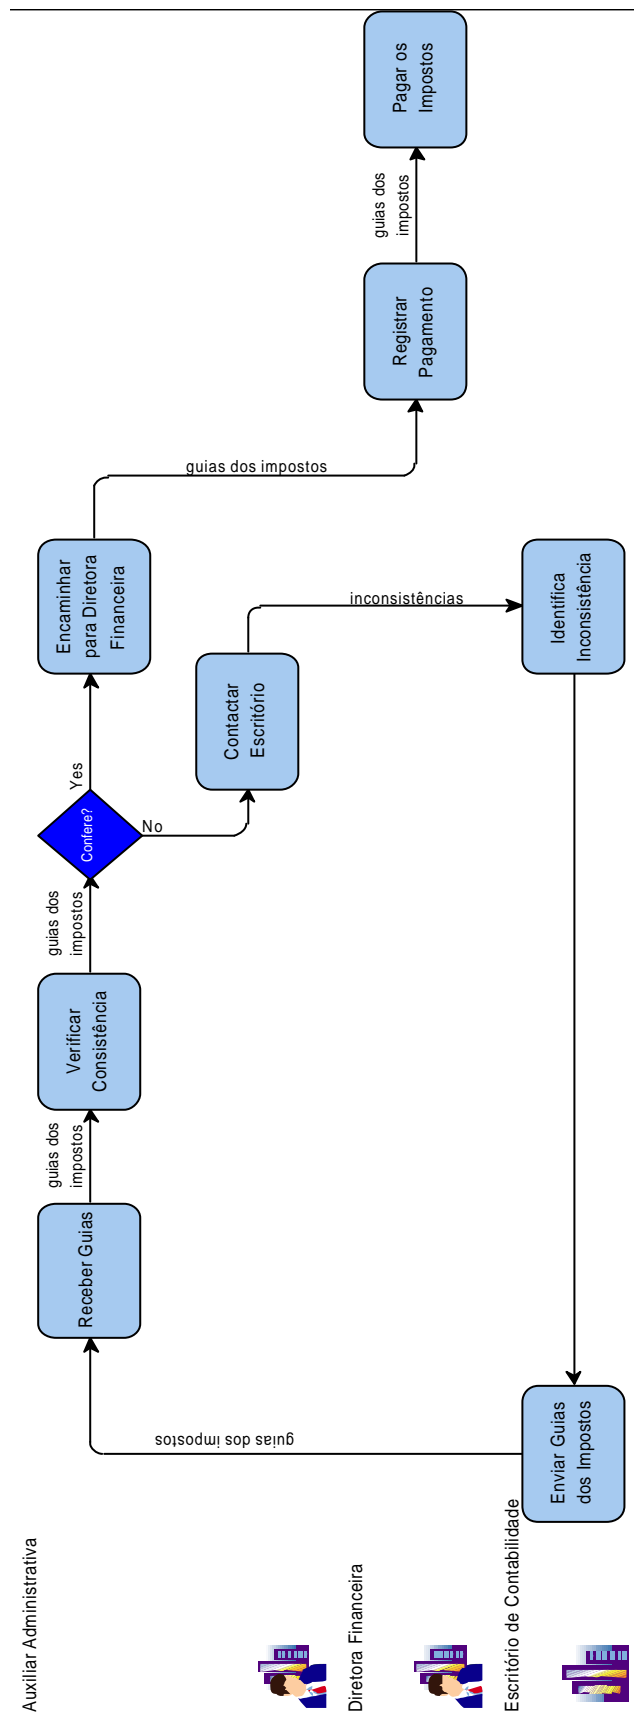 Auxiliar Administrativa
Receber Guias
guias dos
impostos
Verificar
Consistência
guias dos
impostos
Confere?
Yes
No
Encaminhar
para Diretora
Financeira
Contactar
Escritório
guias dos impostos
inconsistências
Diretora Financeira
Registrar
Pagamento
guias dos
impostos
Pagar os
Impostos
Escritório de Contabilidade
Enviar Guias
dos Impostos
guias dos impostos
Identifica
Inconsistência